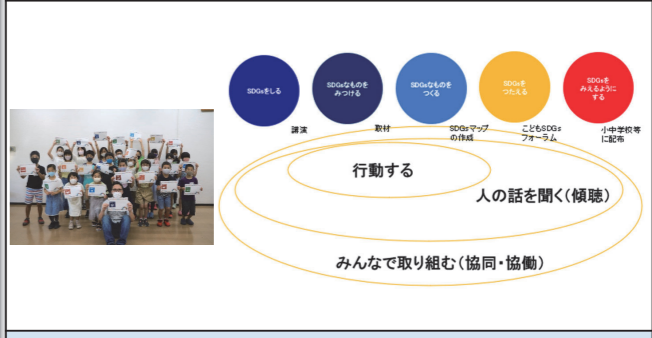 SDGsをしる
SDGsなものを
みつける
SDGsなものを
つくる
SDGsを
つたえる
SDGsを
みえるように
する
講演
取材
SDGsマップ
の作成
こどもSDGs
フォーラム
小中学校等
に配布
行動する
人の話を聞く(傾聴)
みんなで取り組む(協同・協働)